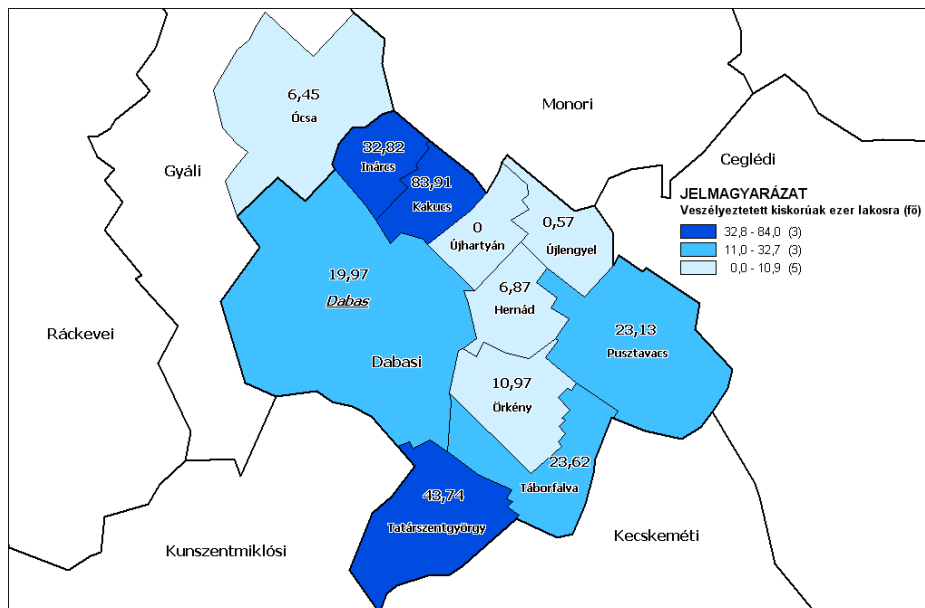 6,45
Ócsa
Monori
32,82
Inárcs
Ceglédi
Gyáli
83,91
Kakucs
JELMAGYARÁZAT
Veszélyeztetett kiskorúak ezer lakosra (fő)
32,8 - 84,0 (3)
11,0 - 32,7 (3)
0,0 - 10,9 (5)
0
Újhartyán
0,57
Újlengyel
19,97
Dabas
6,87
Hernád
Ráckevei
23,13
Pusztavacs
Dabasi
10,97
Örkény
23,62
Táborfalva
43,74
Tatárszentgyörgy
Kunszentmiklósi
Kecskeméti